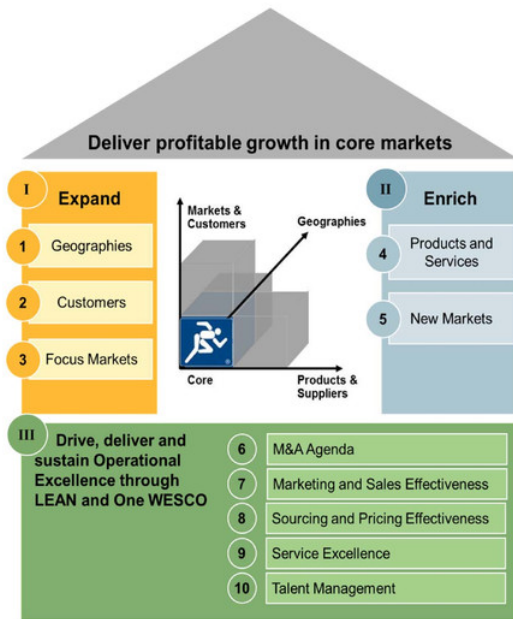 Deliver profitable growth in core markets
I
Expand
1
Geographies
2
Customers
3
Focus Markets
Markets &
Customers
Geographies
Core
Products &
Suppliers
II
Enrich
4
Products and
Services
5
New Markets
III
Drive, deliver and
sustain Operational
Excellence through
LEAN and One WESCO
6
M&A Agenda
7
Marketing and Sales Effectiveness
8
Sourcing and Pricing Effectiveness
9
Service Excellence
10
Talent Management